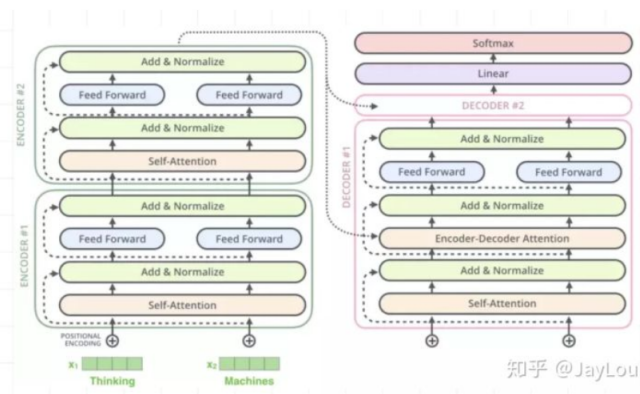 ENCODER #2
Add & Normalize
Feed Forward
Feed Forward
Add & Normalize
Self-Attention
ENCODER #1
Add & Normalize
Feed Forward
Feed Forward
Add & Normalize
Self-Attention
POSITIONAL
ENCODING
x₁
x₂
Thinking
Machines
Softmax
Linear
DECODER #2
DECODER #1
Add & Normalize
Feed Forward
Feed Forward
Add & Normalize
Encoder-Decoder Attention
Add & Normalize
Self-Attention
知乎 @JayLou